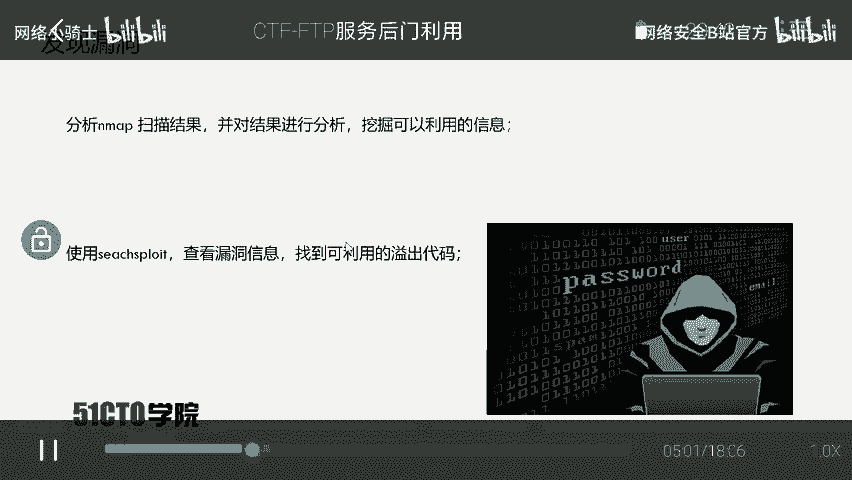 网络小骑士 bilibili
CTF-FTP服务后门利用
网络安全B站官方 bilibili
发现漏洞
分析nmap 扫描结果，并对结果进行分析，挖掘可以利用的信息；
使用seachsploit，查看漏洞信息，找到可利用的溢出代码；
user
password
email
51CTO学院
05:01/18:06
1.0X